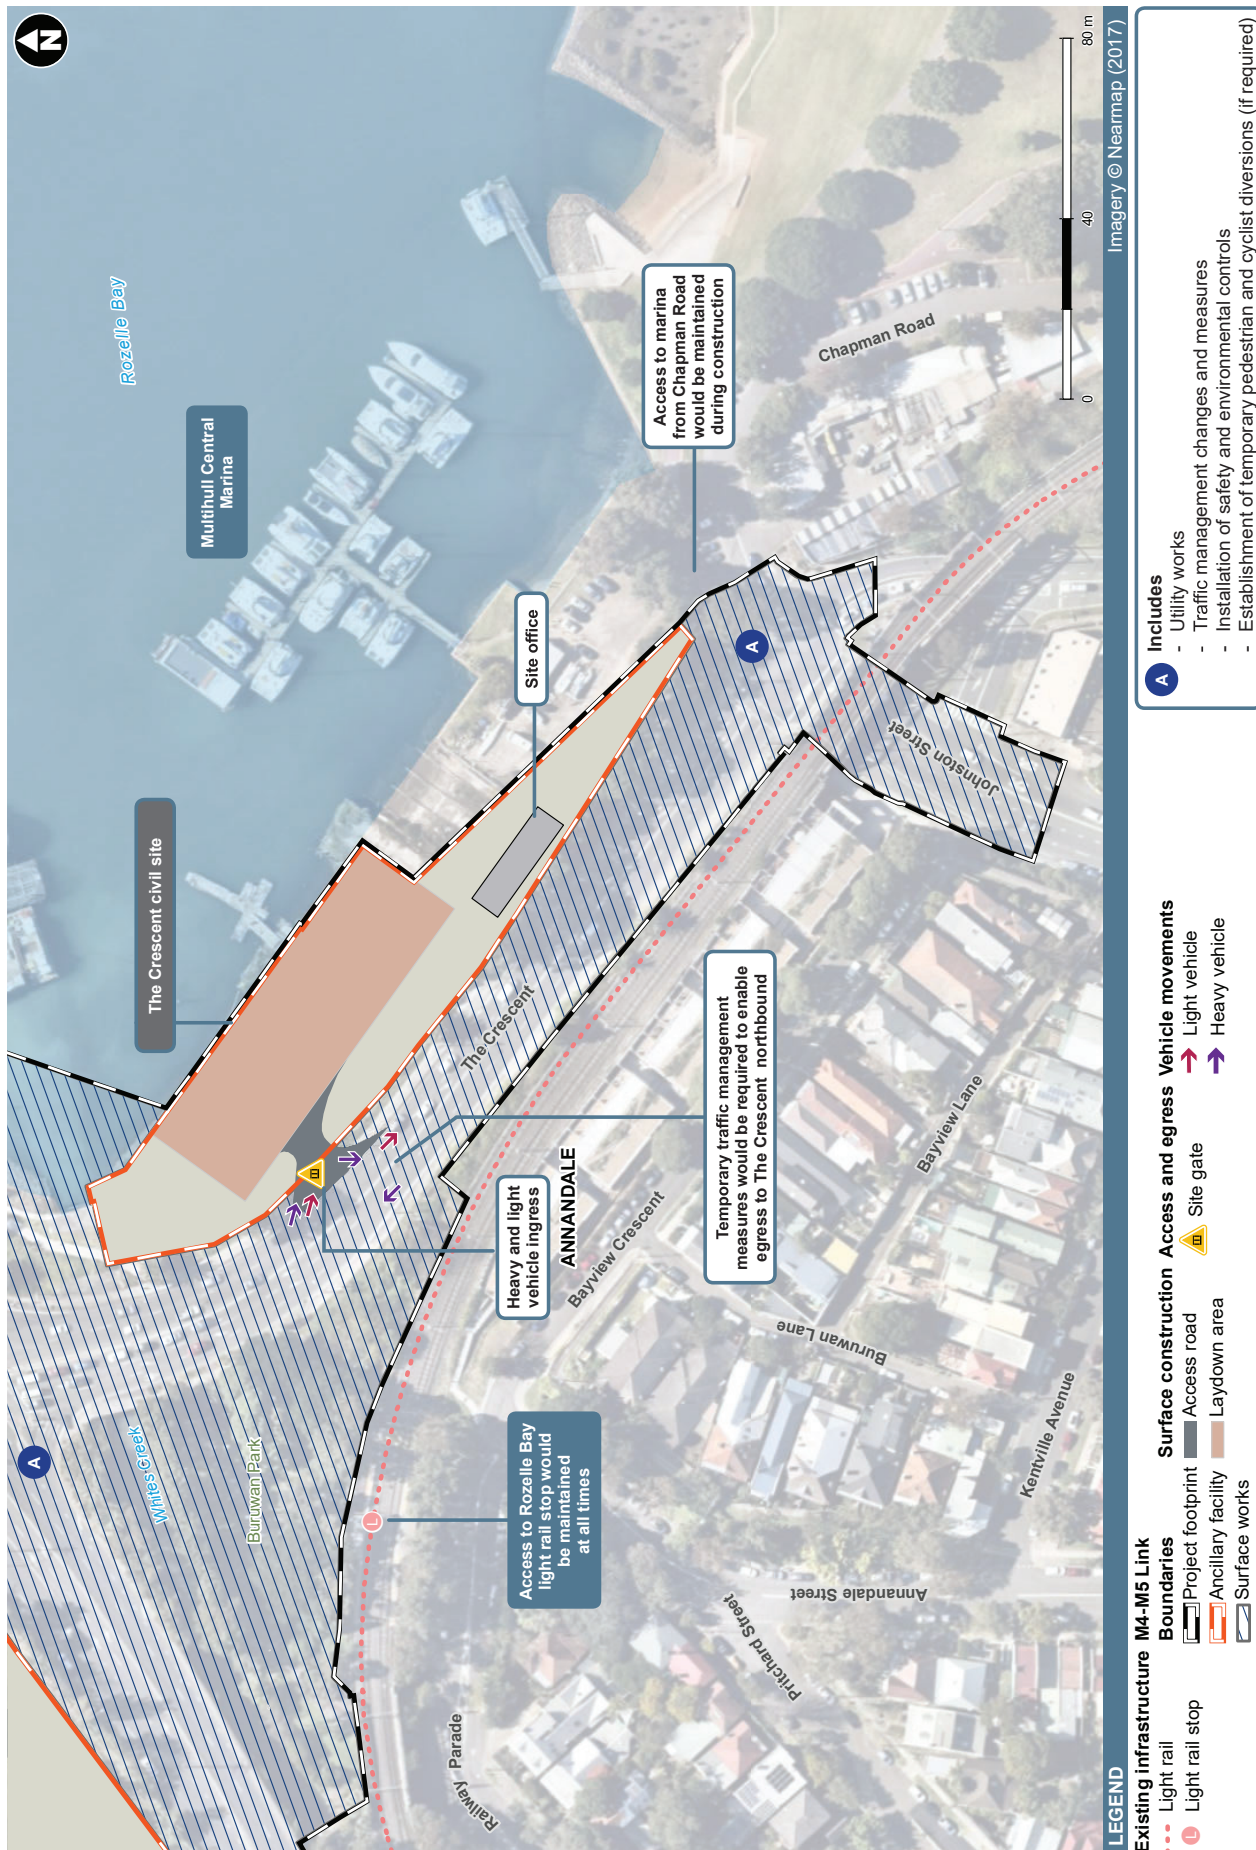 N
Rozelle Bay
Multihull Central
Marina
The Crescent civil site
Site office
Access to marina
from Chapman Road
would be maintained
during construction
Chapman Road
A
Whites Creek
Buruwan Park
The Crescent
Johnston Street
Heavy and light
vehicle ingress
ANNANDALE
Bayview Crescent
Temporary traffic management
measures would be required to enable
egress to The Crescent northbound
Access to Rozelle Bay
light rail stop would
be maintained
at all times
L
A
Buruwan Lane
Bayview Lane
Railway Parade
Pritchard Street
Annandale Street
Kentville Avenue
0
40
80 m
LEGEND
Imagery © Nearmap (2017)
Existing infrastructure
Light rail
L Light rail stop
M4-M5 Link
Boundaries
Project footprint
Ancillary facility
Surface works
Surface construction
Access road
Laydown area
Access and egress
Site gate
Vehicle movements
Light vehicle
Heavy vehicle
A Includes
- Utility works
- Traffic management changes and measures
- Installation of safety and environmental controls
- Establishment of temporary pedestrian and cyclist diversions (if required)